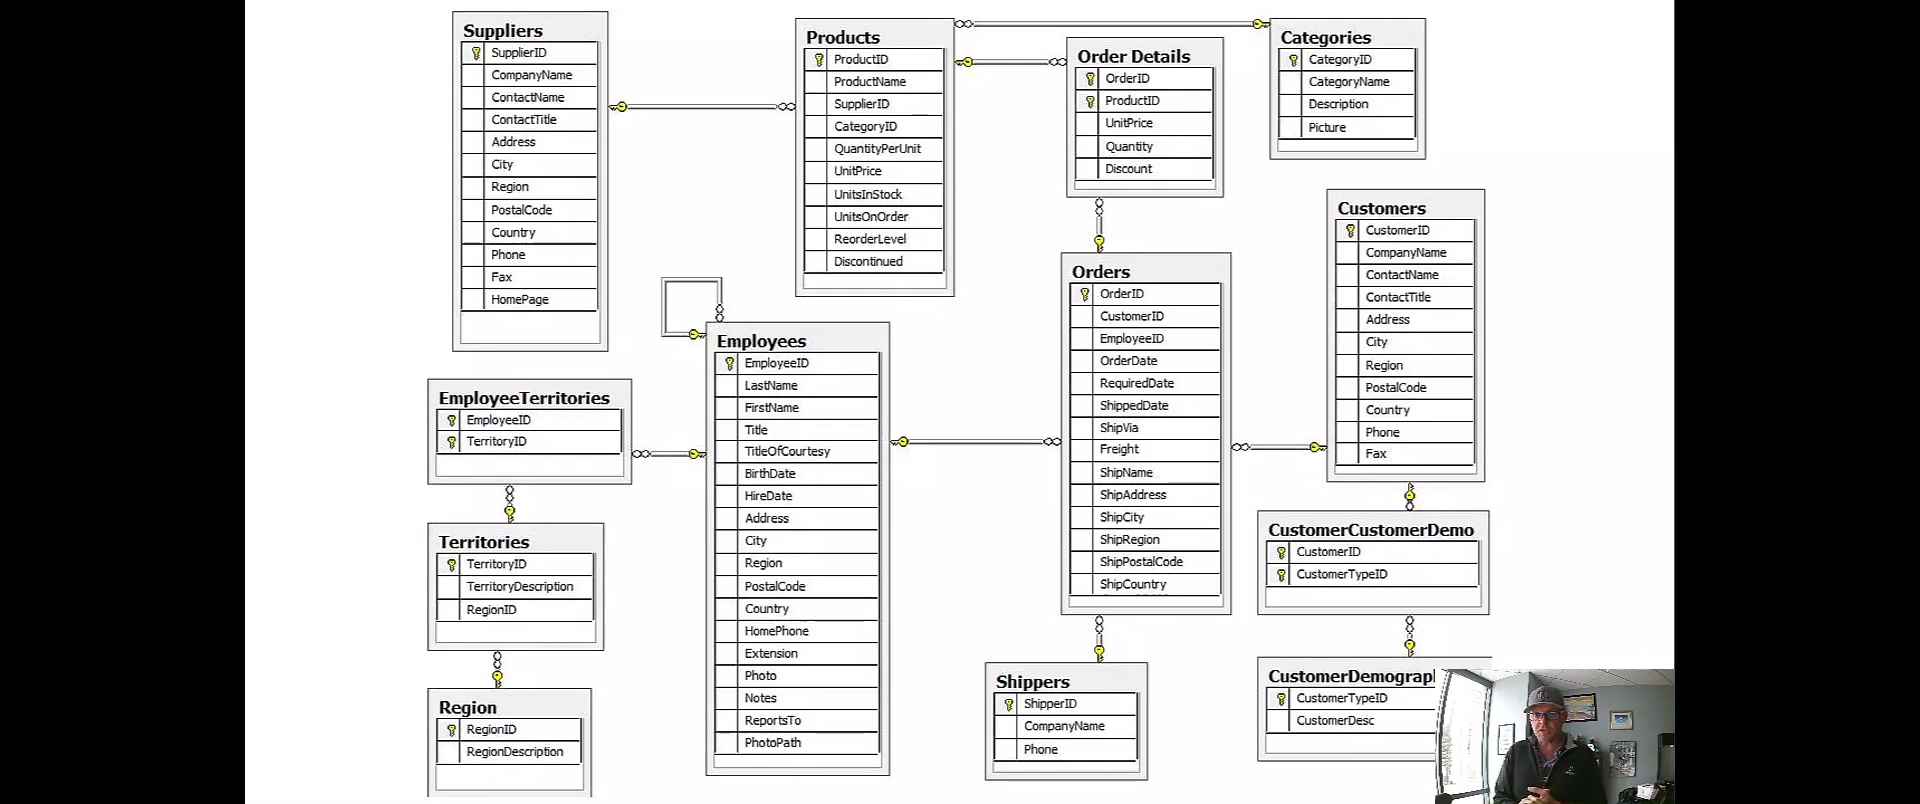 Suppliers
SupplierID
CompanyName
ContactName
ContactTitle
Address
City
Region
PostalCode
Country
Phone
Fax
HomePage
Products
ProductID
ProductName
SupplierID
CategoryID
QuantityPerUnit
UnitPrice
UnitsInStock
UnitsOnOrder
ReorderLevel
Discontinued
Order Details
OrderID
ProductID
UnitPrice
Quantity
Discount
Categories
CategoryID
CategoryName
Description
Picture
Customers
CustomerID
CompanyName
ContactName
ContactTitle
Address
City
Region
PostalCode
Country
Phone
Fax
Orders
OrderID
CustomerID
EmployeeID
OrderDate
RequiredDate
ShippedDate
ShipVia
Freight
ShipName
ShipAddress
ShipCity
ShipRegion
ShipPostalCode
ShipCountry
Employees
EmployeeID
LastName
FirstName
Title
TitleOfCourtesy
BirthDate
HireDate
Address
City
Region
PostalCode
Country
HomePhone
Extension
Photo
Notes
ReportsTo
PhotoPath
EmployeeTerritories
EmployeeID
TerritoryID
Territories
TerritoryID
TerritoryDescription
RegionID
Region
RegionID
RegionDescription
Shippers
ShipperID
CompanyName
Phone
CustomerCustomerDemo
CustomerID
CustomerTypeID
CustomerDemograp
CustomerTypeID
CustomerDesc